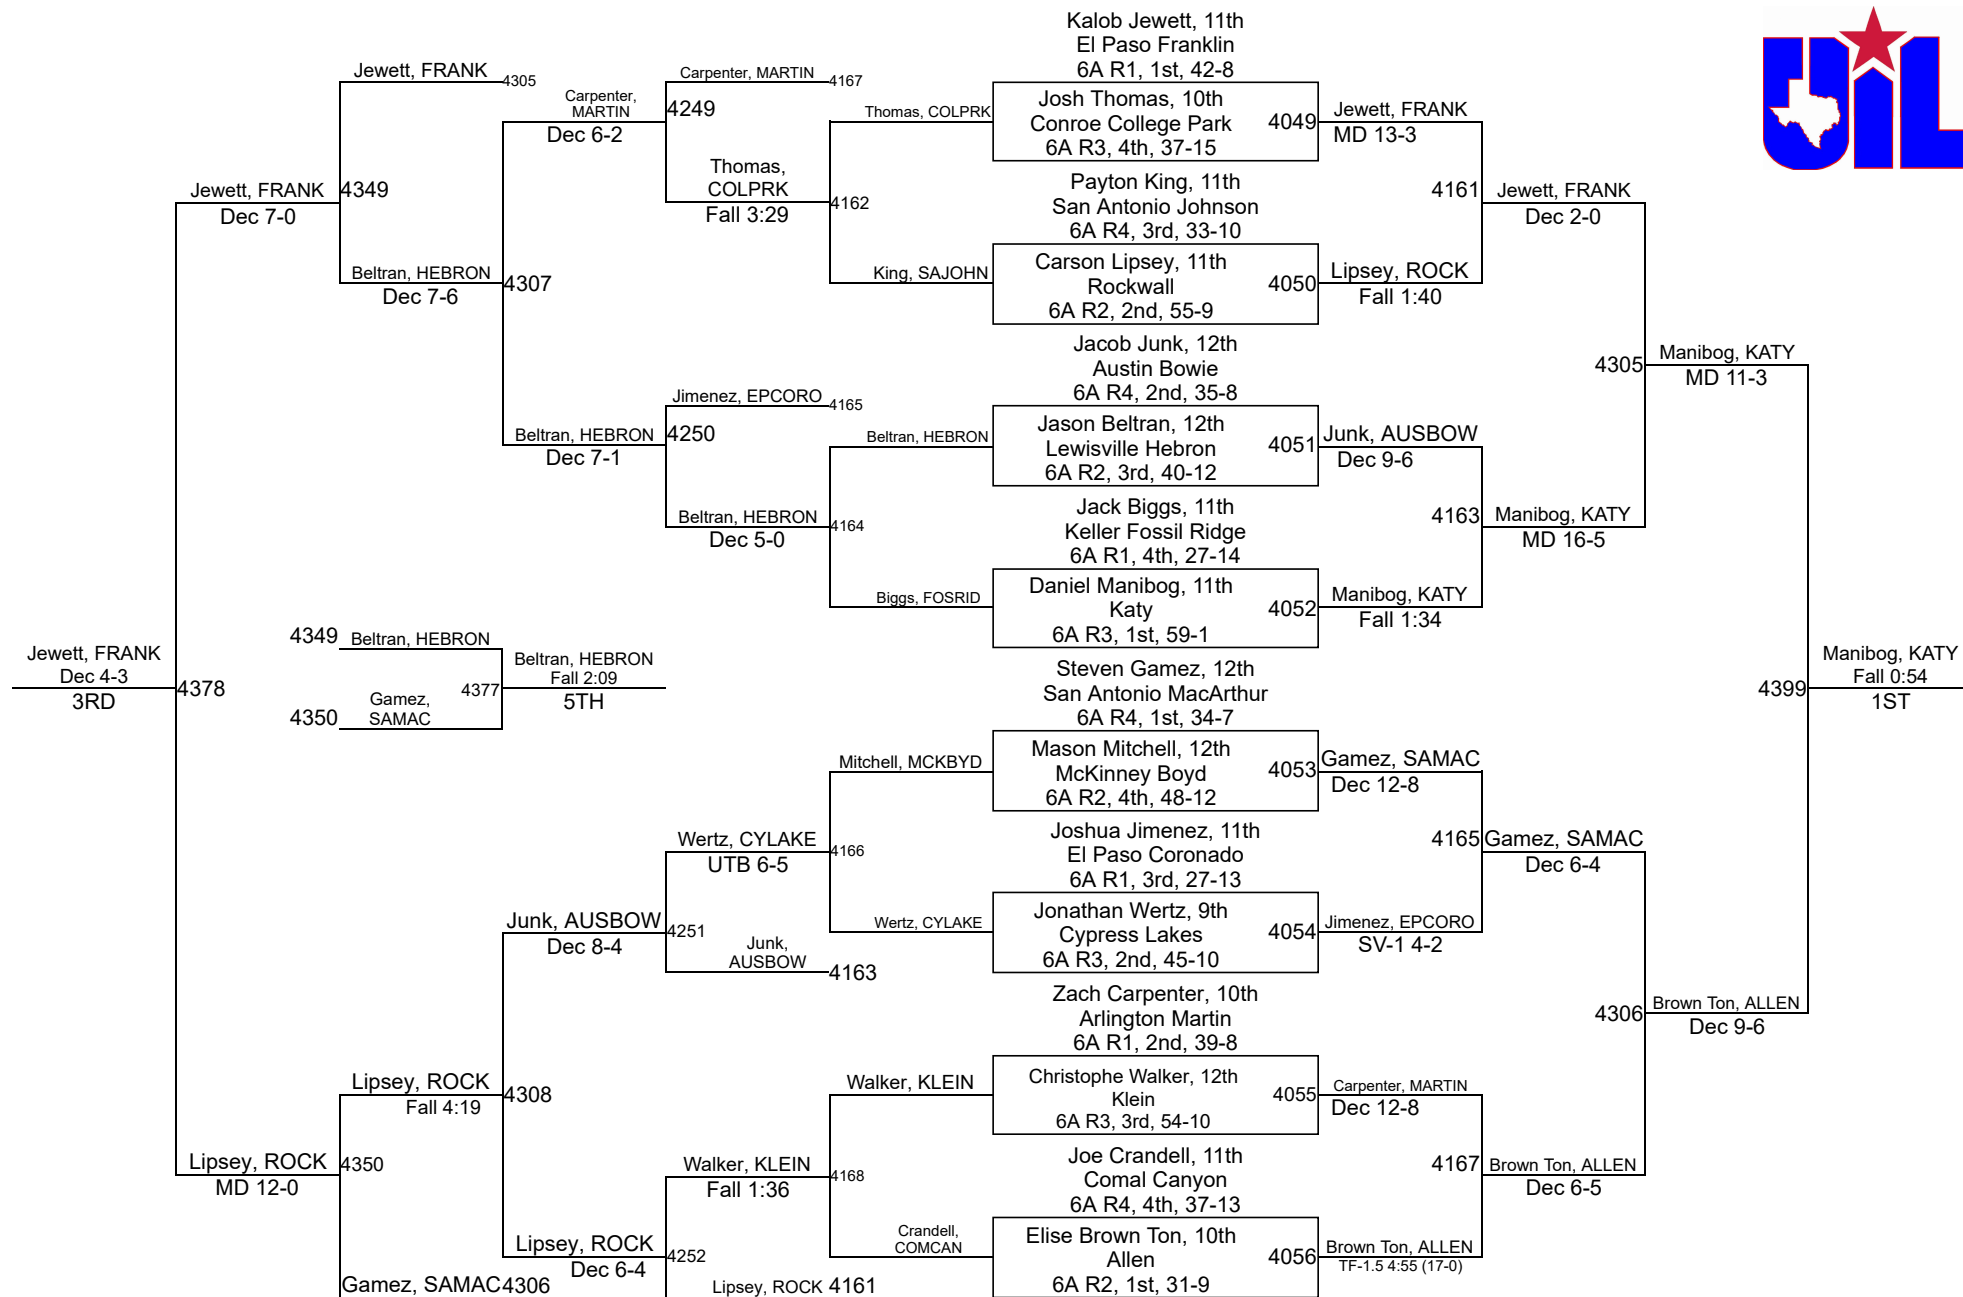 Kalob Jewett, 11th
El Paso Franklin
6A R1, 1st, 42-8
Josh Thomas, 10th
Conroe College Park
6A R3, 4th, 37-15
4049
Payton King, 11th
San Antonio Johnson
6A R4, 3rd, 33-10
Carson Lipsey, 11th
Rockwall
6A R2, 2nd, 55-9
4050
Jacob Junk, 12th
Austin Bowie
6A R4, 2nd, 35-8
Jason Beltran, 12th
Lewisville Hebron
6A R2, 3rd, 40-12
4051
Jack Biggs, 11th
Keller Fossil Ridge
6A R1, 4th, 27-14
Daniel Manibog, 11th
Katy
6A R3, 1st, 59-1
4052
Steven Gamez, 12th
San Antonio MacArthur
6A R4, 1st, 34-7
Mason Mitchell, 12th
McKinney Boyd
6A R2, 4th, 48-12
4053
Joshua Jimenez, 11th
El Paso Coronado
6A R1, 3rd, 27-13
Jonathan Wertz, 9th
Cypress Lakes
6A R3, 2nd, 45-10
4054
Zach Carpenter, 10th
Arlington Martin
6A R1, 2nd, 39-8
Christophe Walker, 12th
Klein
6A R3, 3rd, 54-10
4055
Joe Crandell, 11th
Comal Canyon
6A R4, 4th, 37-13
Elise Brown Ton, 10th
Allen
6A R2, 1st, 31-9
4056
Jewett, FRANK
MD 13-3
4161
Lipsey, ROCK
Fall 1:40
Junk, AUSBOW
Dec 9-6
4163
Manibog, KATY
Fall 1:34
Gamez, SAMAC
Dec 12-8
4165
Jimenez, EPCORO
SV-1 4-2
Carpenter, MARTIN
Dec 12-8
4167
Brown Ton, ALLEN
TF-1.5 4:55 (17-0)
Jewett, FRANK
Dec 2-0
4305
Manibog, KATY
MD 16-5
Gamez, SAMAC
Dec 6-4
4306
Brown Ton, ALLEN
Dec 6-5
Manibog, KATY
MD 11-3
4399
Brown Ton, ALLEN
Dec 9-6
Manibog, KATY
Fall 0:54
1ST
UIL
Thomas, COLPRK
4162
King, SAJOHN
Beltran, HEBRON
4164
Biggs, FOSRID
Mitchell, MCKBYD
4166
Wertz, CYLAKE
Walker, KLEIN
4168
Crandell,
COMCAN
Carpenter, MARTIN
4167
4249
Thomas,
COLPRK
Fall 3:29
Jimenez, EPCORO
4165
4250
Beltran, HEBRON
Dec 5-0
Wertz, CYLAKE
UTB 6-5
4251
Junk,
AUSBOW
4163
Walker, KLEIN
Fall 1:36
4252
Lipsey, ROCK
4161
Carpenter,
MARTIN
Dec 6-2
4307
Beltran, HEBRON
Dec 7-1
Junk, AUSBOW
Dec 8-4
4308
Lipsey, ROCK
Dec 6-4
Jewett, FRANK
4305
4349
Beltran, HEBRON
Dec 7-6
Lipsey, ROCK
Fall 4:19
4350
Gamez, SAMAC
4306
Jewett, FRANK
Dec 7-0
4378
Lipsey, ROCK
MD 12-0
Jewett, FRANK
Dec 4-3
3RD
4349
Beltran, HEBRON
4377
4350
Gamez,
SAMAC
Beltran, HEBRON
Fall 2:09
5TH